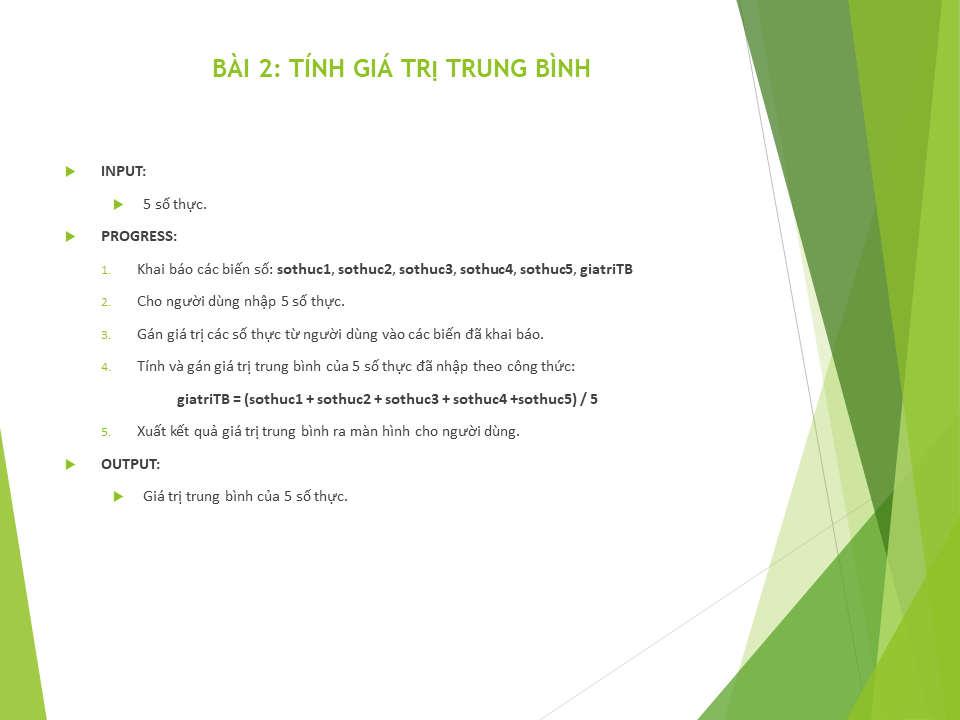 BÀI 2: TÍNH GIÁ TRỊ TRUNG BÌNH
INPUT:
5 số thực.
PROGRESS:
1. Khai báo các biến số: sothuc1, sothuc2, sothuc3, sothuc4, sothuc5, giatriTB
2. Cho người dùng nhập 5 số thực.
3. Gán giá trị các số thực từ người dùng vào các biến đã khai báo.
4. Tính và gán giá trị trung bình của 5 số thực đã nhập theo công thức:
giatriTB = (sothuc1 + sothuc2 + sothuc3 + sothuc4 +sothuc5) / 5
5. Xuất kết quả giá trị trung bình ra màn hình cho người dùng.
OUTPUT:
Giá trị trung bình của 5 số thực.